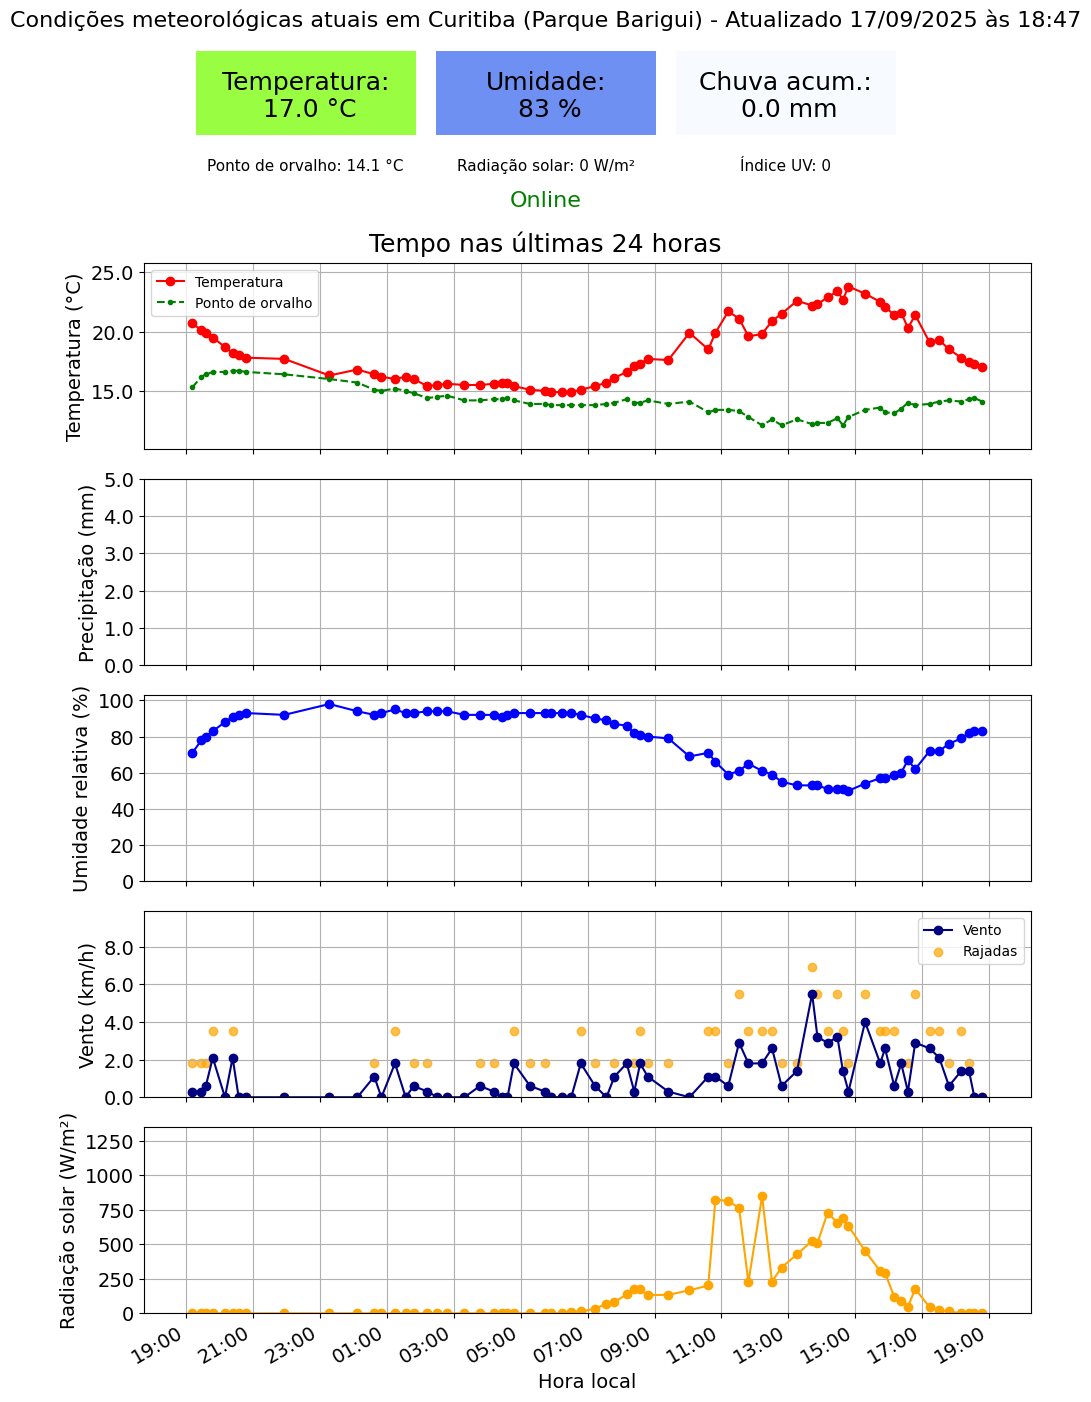 Condições meteorológicas atuais em Curitiba (Parque Barigui) - Atualizado 17/09/2025 às 18:47
Temperatura:
17.0 °C
Umidade:
83 %
Chuva acum.:
0.0 mm
Ponto de orvalho: 14.1 °C
Radiação solar: 0 W/m²
Índice UV: 0
Online
Tempo nas últimas 24 horas
Temperatura (°C)
25.0
20.0
15.0
Temperatura
Ponto de orvalho
Precipitação (mm)
5.0
4.0
3.0
2.0
1.0
0.0
Umidade relativa (%)
100
80
60
40
20
0
Vento (km/h)
8.0
6.0
4.0
2.0
0.0
Vento
Rajadas
Radiação solar (W/m²)
1250
1000
750
500
250
0
19:00
21:00
23:00
01:00
03:00
05:00
07:00
09:00
11:00
13:00
15:00
17:00
19:00
Hora local